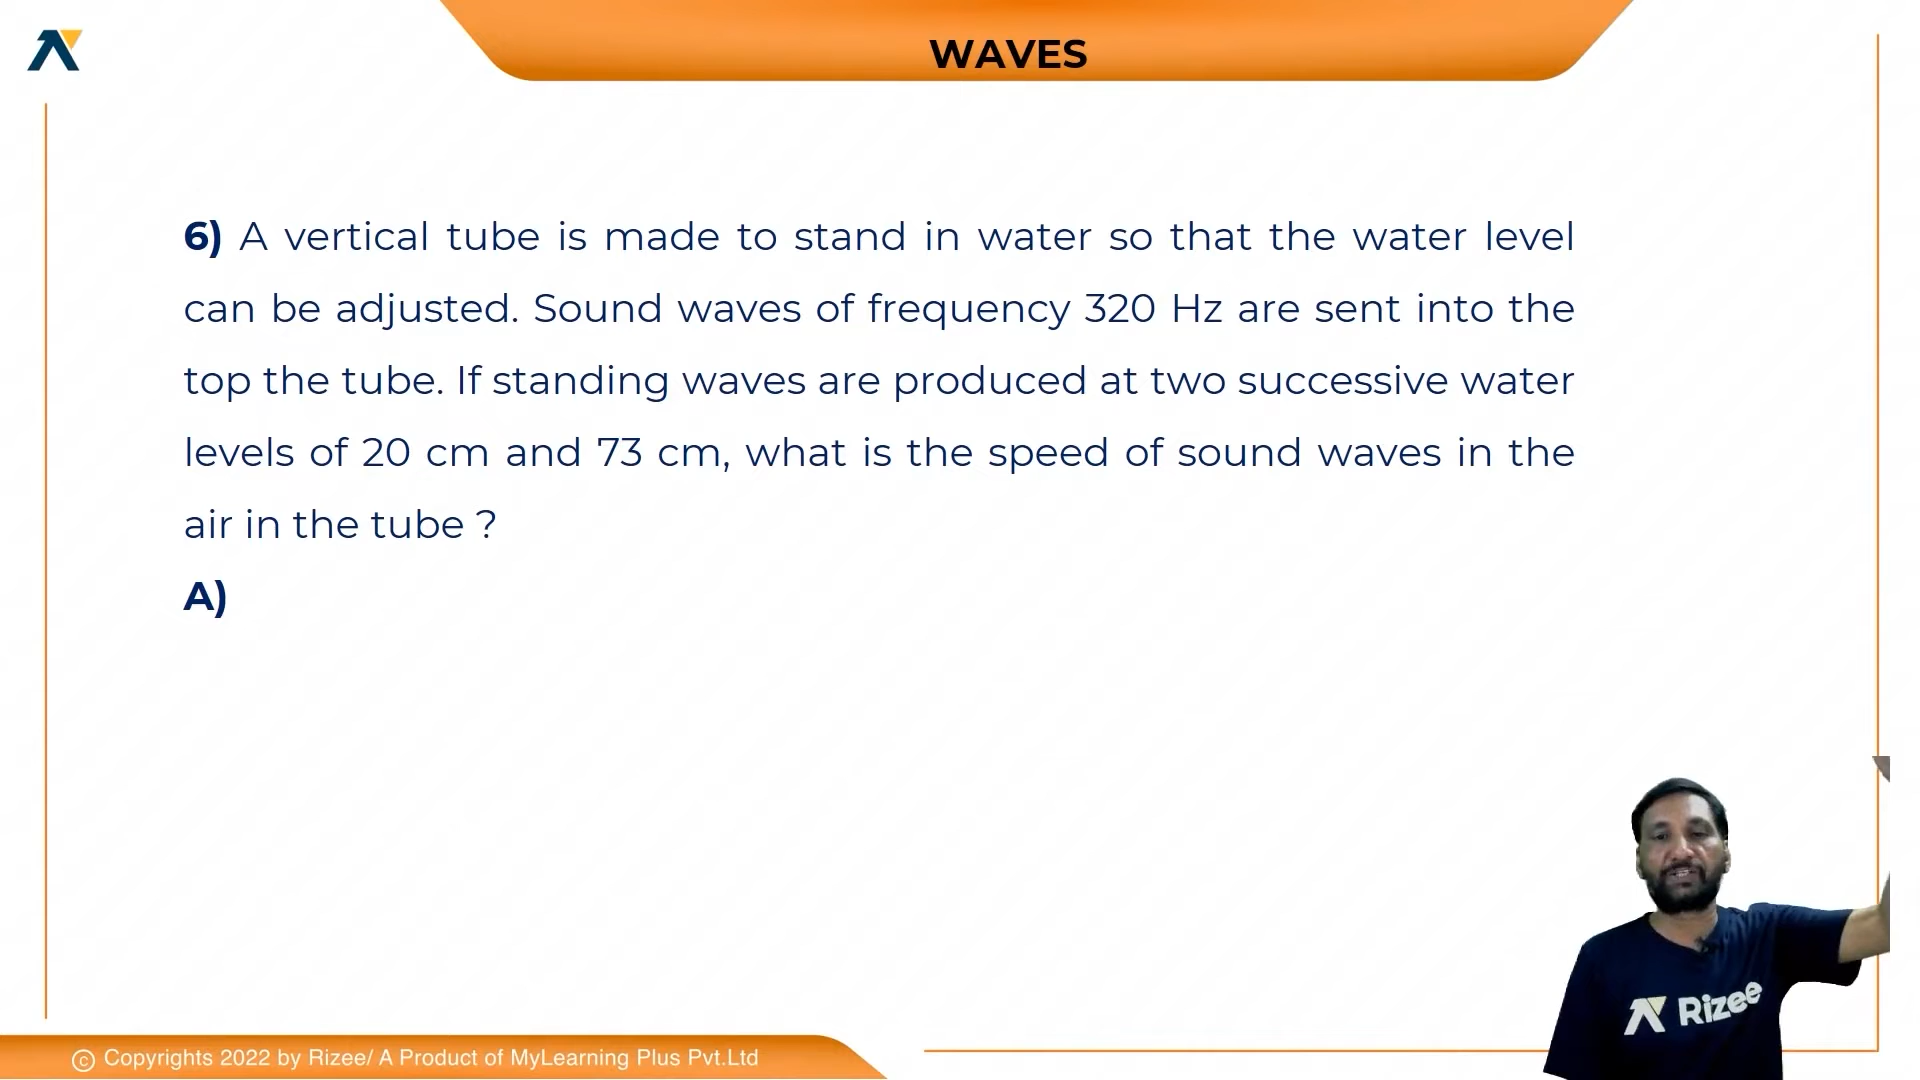 WAVES
6) A vertical tube is made to stand in water so that the water level
can be adjusted. Sound waves of frequency 320 Hz are sent into the
top the tube. If standing waves are produced at two successive water
levels of 20 cm and 73 cm, what is the speed of sound waves in the
air in the tube ?
A)
Rizee
© Copyrights 2022 by Rizee/ A Product of MyLearning Plus Pvt.Ltd